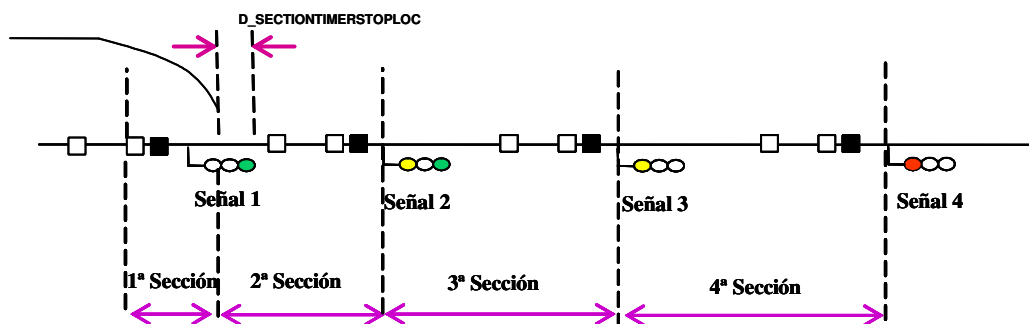 D_SECTIONTIMERSTOPLOC
Señal 1
Señal 2
Señal 3
Señal 4
1ª Sección
2ª Sección
3ª Sección
4ª Sección